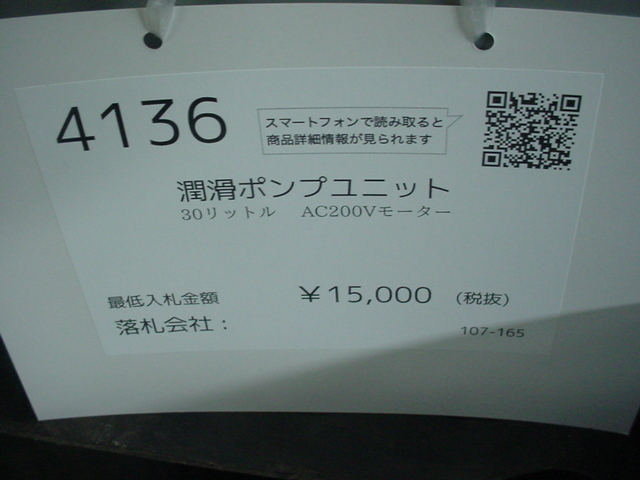 4136
スマートフォンで読み取ると
商品詳細情報が見られます
潤滑ポンプユニット
30リットル AC200Vモーター
最低入札金額 ￥15,000 (税抜)
落札会社：
107-165